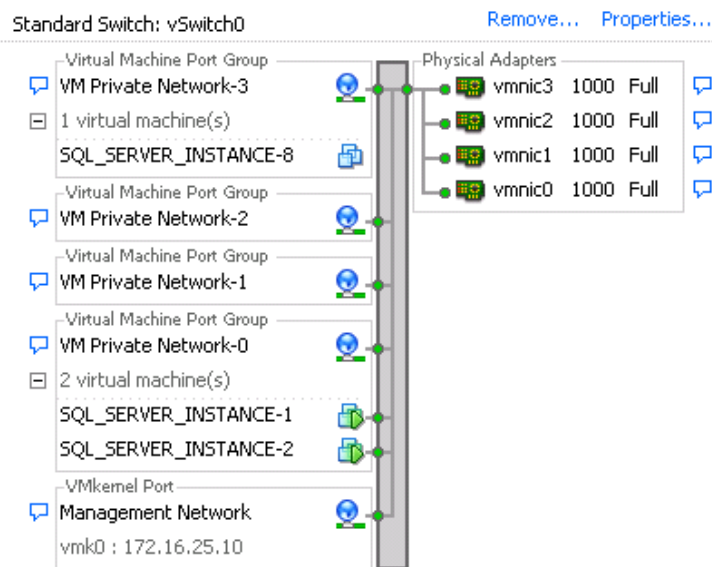 Standard Switch: vSwitch0 Remove... Properties...
Virtual Machine Port Group
VM Private Network-3
1 virtual machine(s)
SQL_SERVER_INSTANCE-8
Physical Adapters
vmnic3 1000 Full
vmnic2 1000 Full
vmnic1 1000 Full
vmnic0 1000 Full
Virtual Machine Port Group
VM Private Network-2
Virtual Machine Port Group
VM Private Network-1
Virtual Machine Port Group
VM Private Network-0
2 virtual machine(s)
SQL_SERVER_INSTANCE-1
SQL_SERVER_INSTANCE-2
VMkernel Port
Management Network
vmk0 : 172.16.25.10